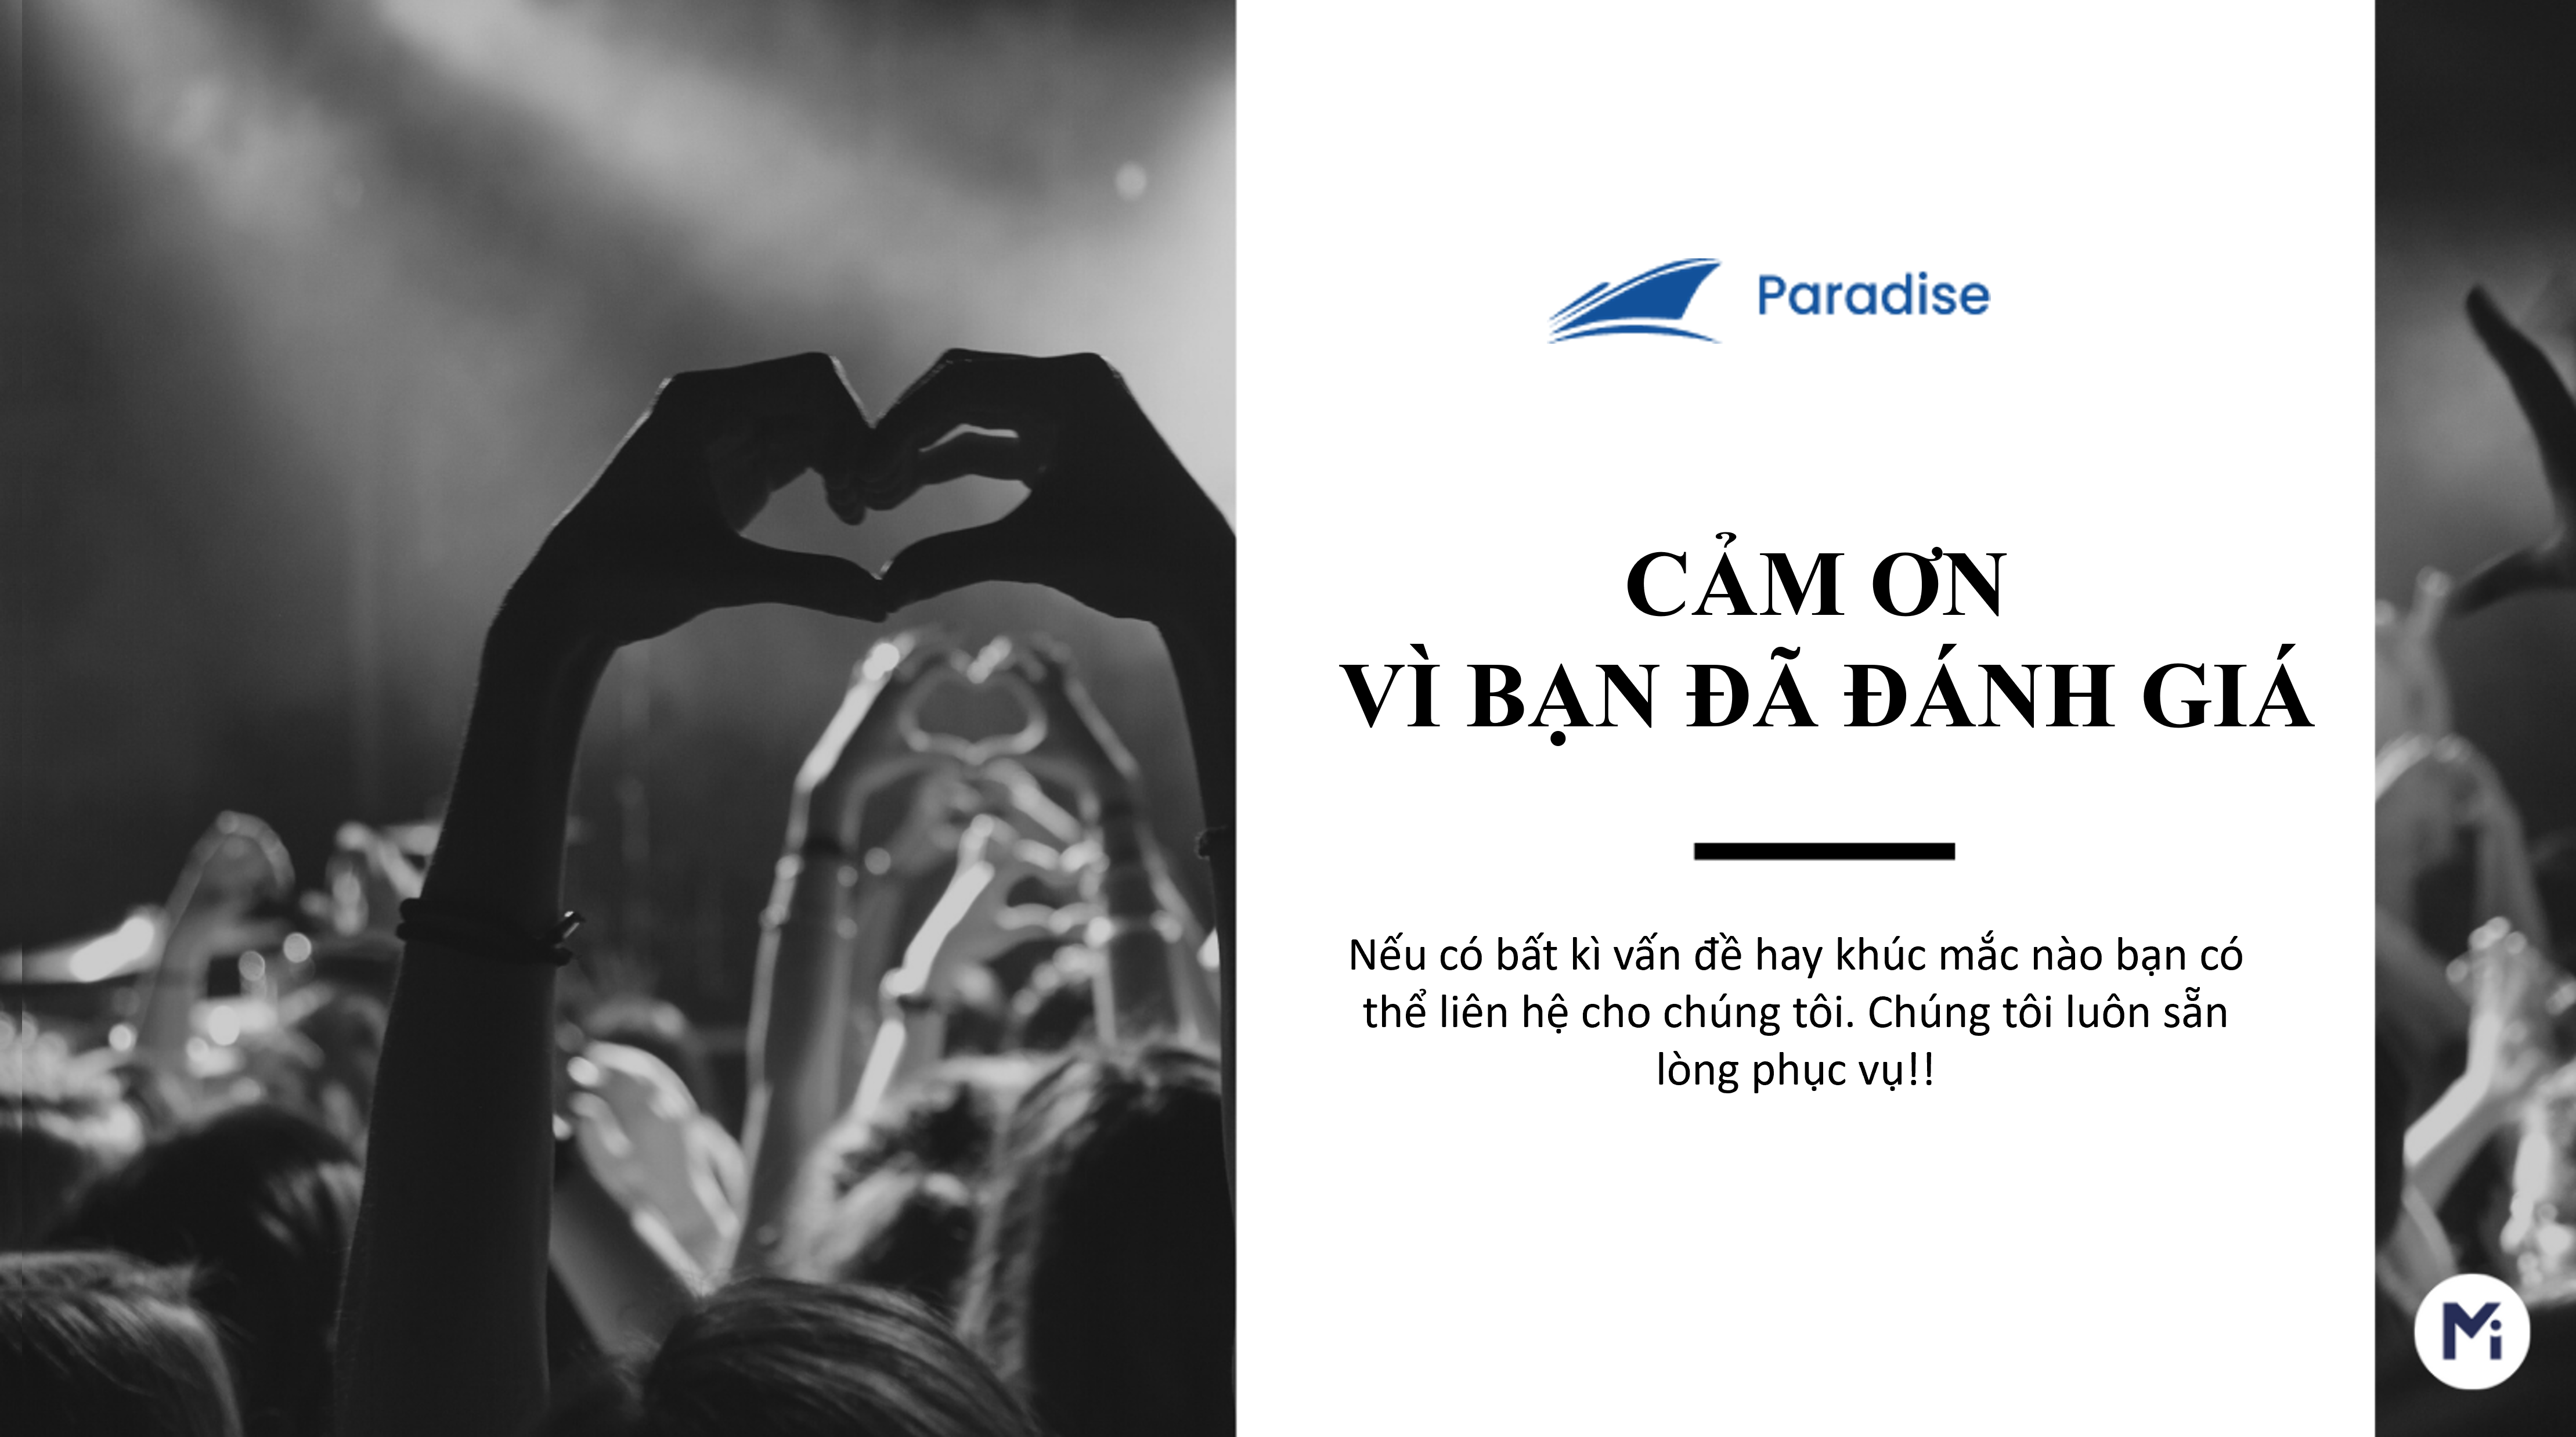 Paradise
CẢM ƠN
VÌ BẠN ĐÃ ĐÁNH GIÁ
Nếu có bất kì vấn đề hay khúc mắc nào bạn có
thể liên hệ cho chúng tôi. Chúng tôi luôn sẵn
lòng phục vụ!!
Mi